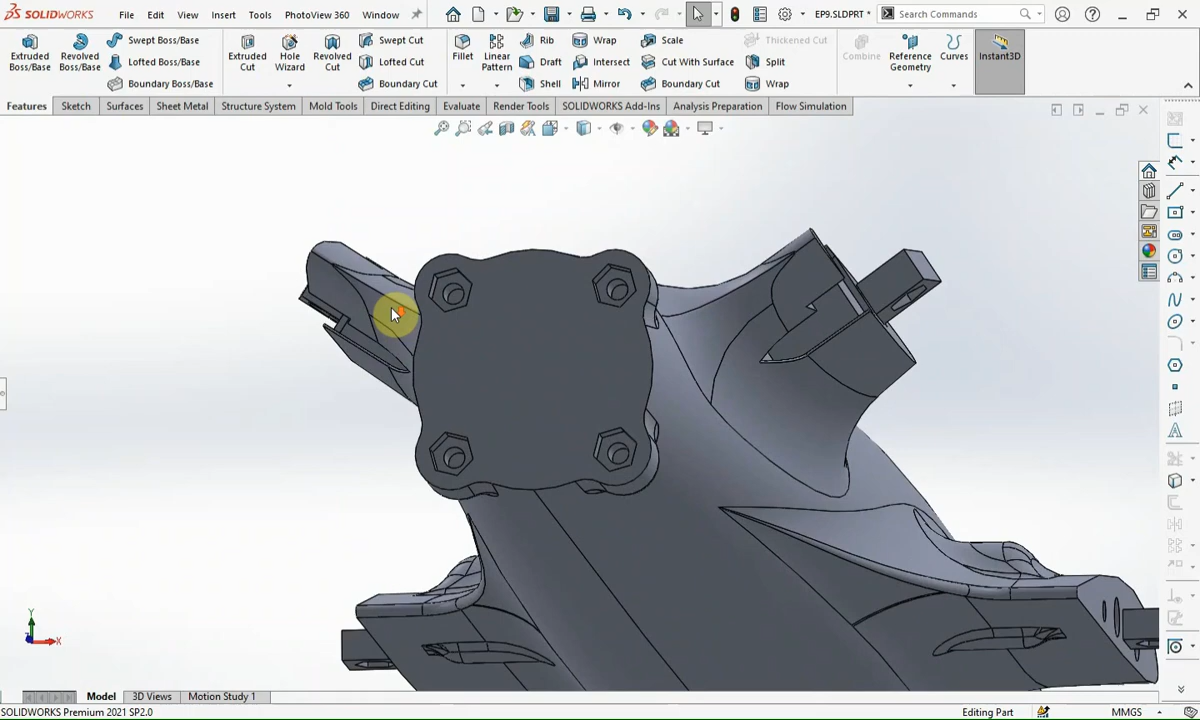 SOLIDWORKS File Edit View Insert Tools PhotoView 360 Window EP9.SLDPRT * Search Commands
Extruded Boss/Base
Revolved Boss/Base
Swept Boss/Base
Lofted Boss/Base
Boundary Boss/Base
Extruded Cut
Hole Wizard
Revolved Cut
Swept Cut
Lofted Cut
Boundary Cut
Fillet
Linear Pattern
Rib
Draft
Shell
Wrap
Intersect
Mirror
Scale
Cut With Surface
Boundary Cut
Thickened Cut
Split
Wrap
Combine
Reference Geometry
Curves
Instant3D
Features Sketch Surfaces Sheet Metal Structure System Mold Tools Direct Editing Evaluate Render Tools SOLIDWORKS Add-Ins Analysis Preparation Flow Simulation
Y
X
Model 3D Views Motion Study 1
SOLIDWORKS Premium 2021 SP2.0 Editing Part MMGS